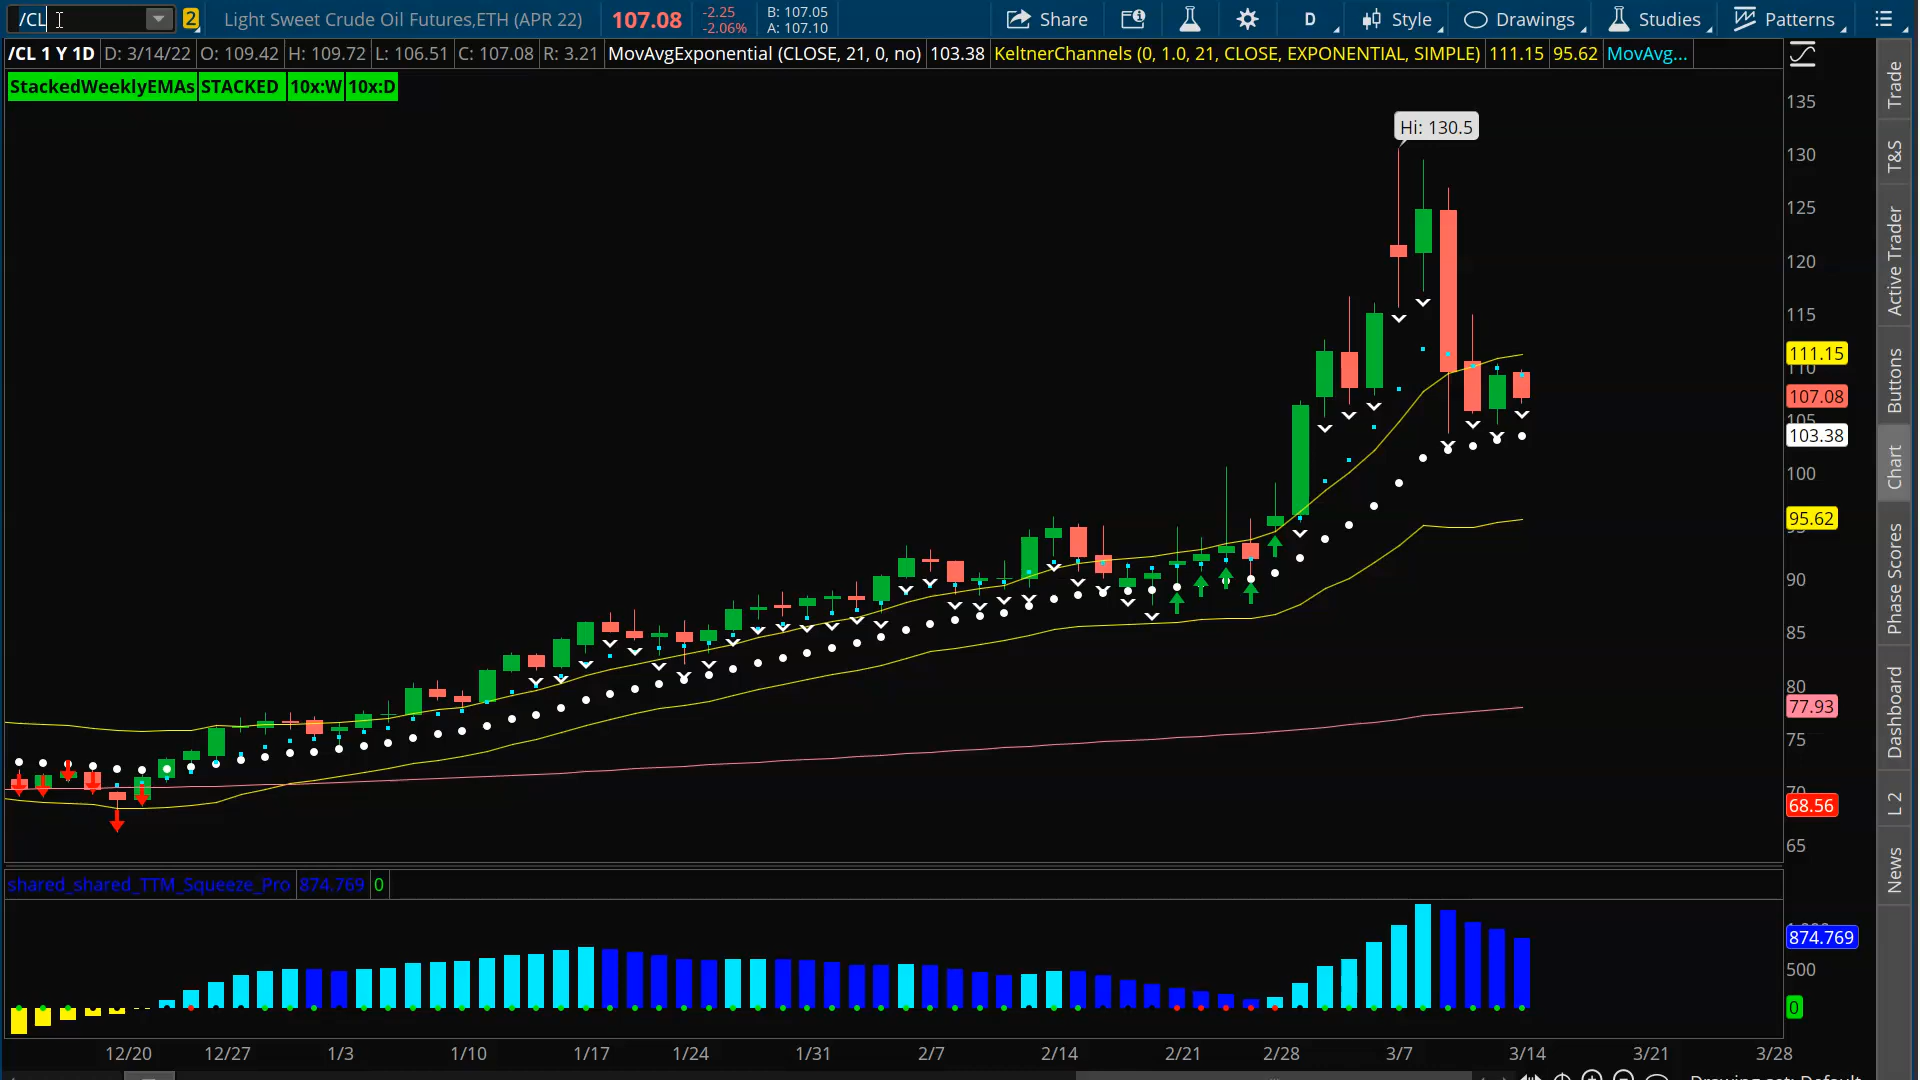 /CL 2 Light Sweet Crude Oil Futures,ETH (APR 22) 107.08 -2.25 B: 107.05 Share D Style Drawings Studies Patterns
-2.06% A: 107.10
/CL 1 Y 1D D: 3/14/22 O: 109.42 H: 109.72 L: 106.51 C: 107.08 R: 3.21 MovAvgExponential (CLOSE, 21, 0, no) 103.38 KeltnerChannels (0, 1.0, 21, CLOSE, EXPONENTIAL, SIMPLE) 111.15 95.62 MovAvg...
StackedWeeklyEMAs STACKED 10x:W 10x:D
Hi: 130.5
135
130
125
120
115
111.15
110
107.08
105
103.38
100
95.62
90
85
80
77.93
75
70
68.56
65
Trade
T&S
Active Trader
Buttons
Chart
Phase Scores
Dashboard
L 2
News
shared_shared_TTM_Squeeze_Pro 874.769 0
874.769
500
0
12/20 12/27 1/3 1/10 1/17 1/24 1/31 2/7 2/14 2/21 2/28 3/7 3/14 3/21 3/28
Drawing set: Default